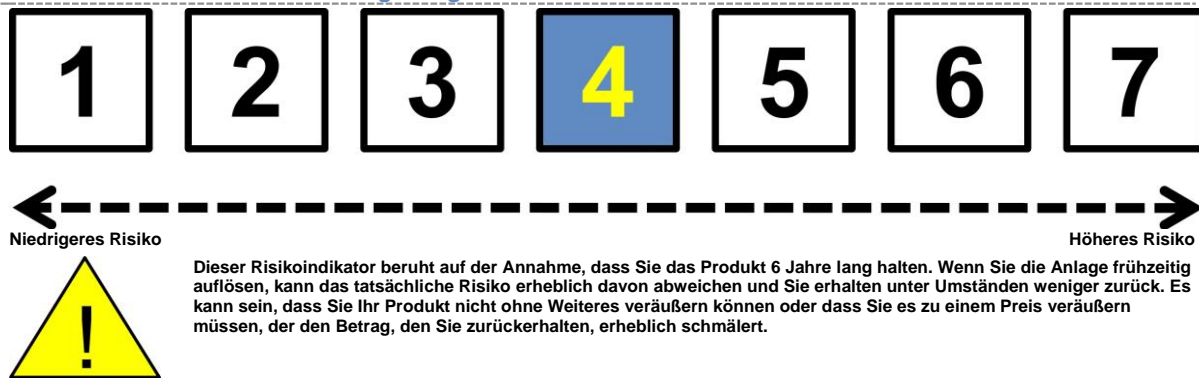 1 2 3 4 5 6 7
Niedrigeres Risiko Höheres Risiko
Dieser Risikoindikator beruht auf der Annahme, dass Sie das Produkt 6 Jahre lang halten. Wenn Sie die Anlage frühzeitig
auflösen, kann das tatsächliche Risiko erheblich davon abweichen und Sie erhalten unter Umständen weniger zurück. Es
kann sein, dass Sie Ihr Produkt nicht ohne Weiteres veräußern können oder dass Sie es zu einem Preis veräußern
müssen, der den Betrag, den Sie zurückerhalten, erheblich schmälert.
!